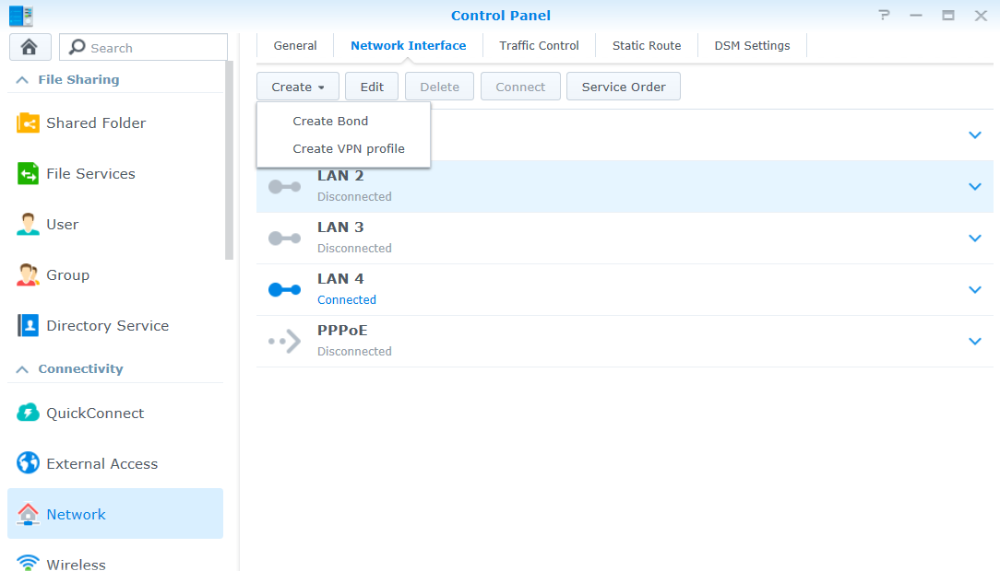 Control Panel
Search
File Sharing
Shared Folder
File Services
User
Group
Directory Service
Connectivity
QuickConnect
External Access
Network
Wireless
General Network Interface Traffic Control Static Route DSM Settings
Create Edit Delete Connect Service Order
Create Bond
Create VPN profile
LAN 2
Disconnected
LAN 3
Disconnected
LAN 4
Connected
PPPoE
Disconnected